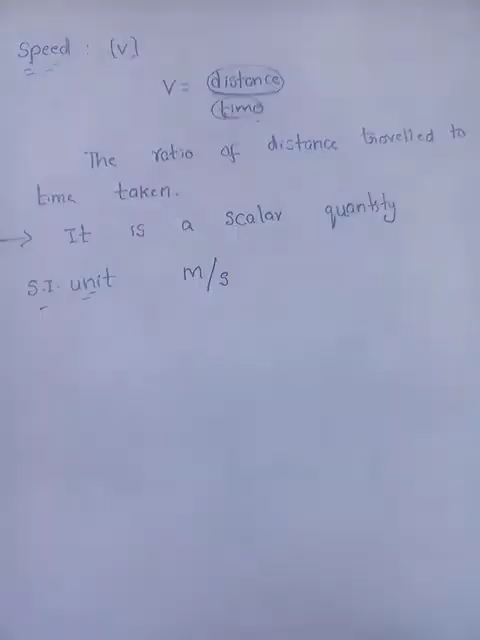 Speed : (v)
V = distance
time
The ratio of distance travelled to
time taken.
→ It is a scalar quantity
S.I. unit m/s